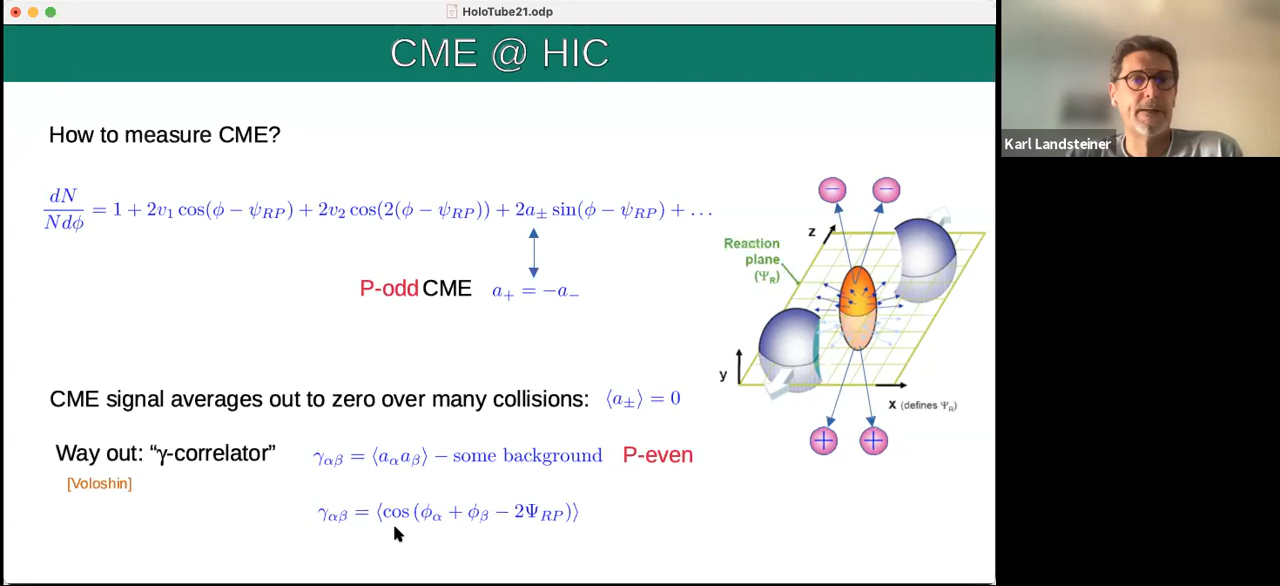 HoloTube21.odp
CME @ HIC
Karl Landsteiner
How to measure CME?
dN/Ndϕ = 1 + 2v₁ cos(ϕ − ψ_RP) + 2v₂ cos(2(ϕ − ψ_RP)) + 2a± sin(ϕ − ψ_RP) + …
P-odd CME a₊ = −a₋
CME signal averages out to zero over many collisions: ⟨a±⟩ = 0
Way out: “γ-correlator” γ_αβ = ⟨a_α a_β⟩ − some background P-even
[Voloshin]
γ_αβ = ⟨cos (ϕ_α + ϕ_β − 2Ψ_RP)⟩
− −
z
Reaction
plane
(Ψ_R)
y
x (defines Ψ_R)
+ +